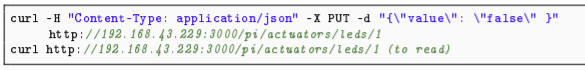 curl -H "Content-Type: application/json" -X PUT -d "{\"value\": \"false\" }"
http://192.168.43.229:3000/pi/actuators/leds/1
curl http://192.168.43.229:3000/pi/actuators/leds/1 (to read)